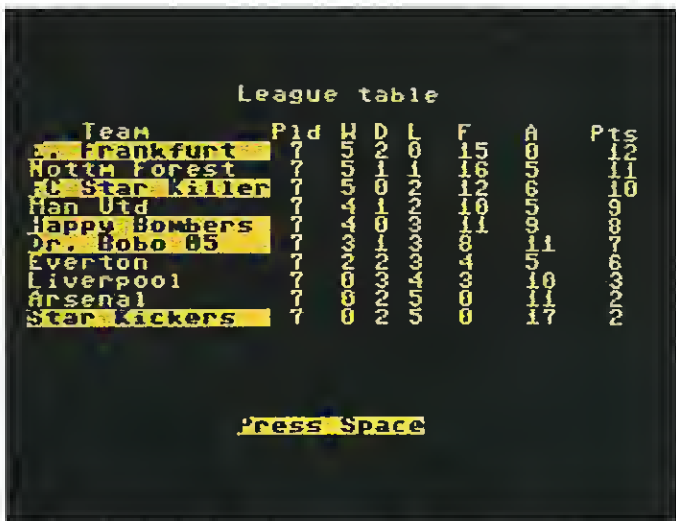 League table
Team Pld W D L F A Pts
E. Frankfurt 7 5 2 0 15 0 12
Nottm Forest 7 5 1 1 16 5 11
FC Star Killer 7 5 0 2 12 6 10
Man Utd 7 4 1 2 10 5 9
Happy Bombers 7 4 0 3 11 9 8
Dr. Bobo 05 7 3 1 3 8 11 7
Everton 7 2 2 3 4 5 6
Liverpool 7 0 3 4 3 10 3
Arsenal 7 0 2 5 0 11 2
Star Kickers 7 0 2 5 0 17 2
Press Space